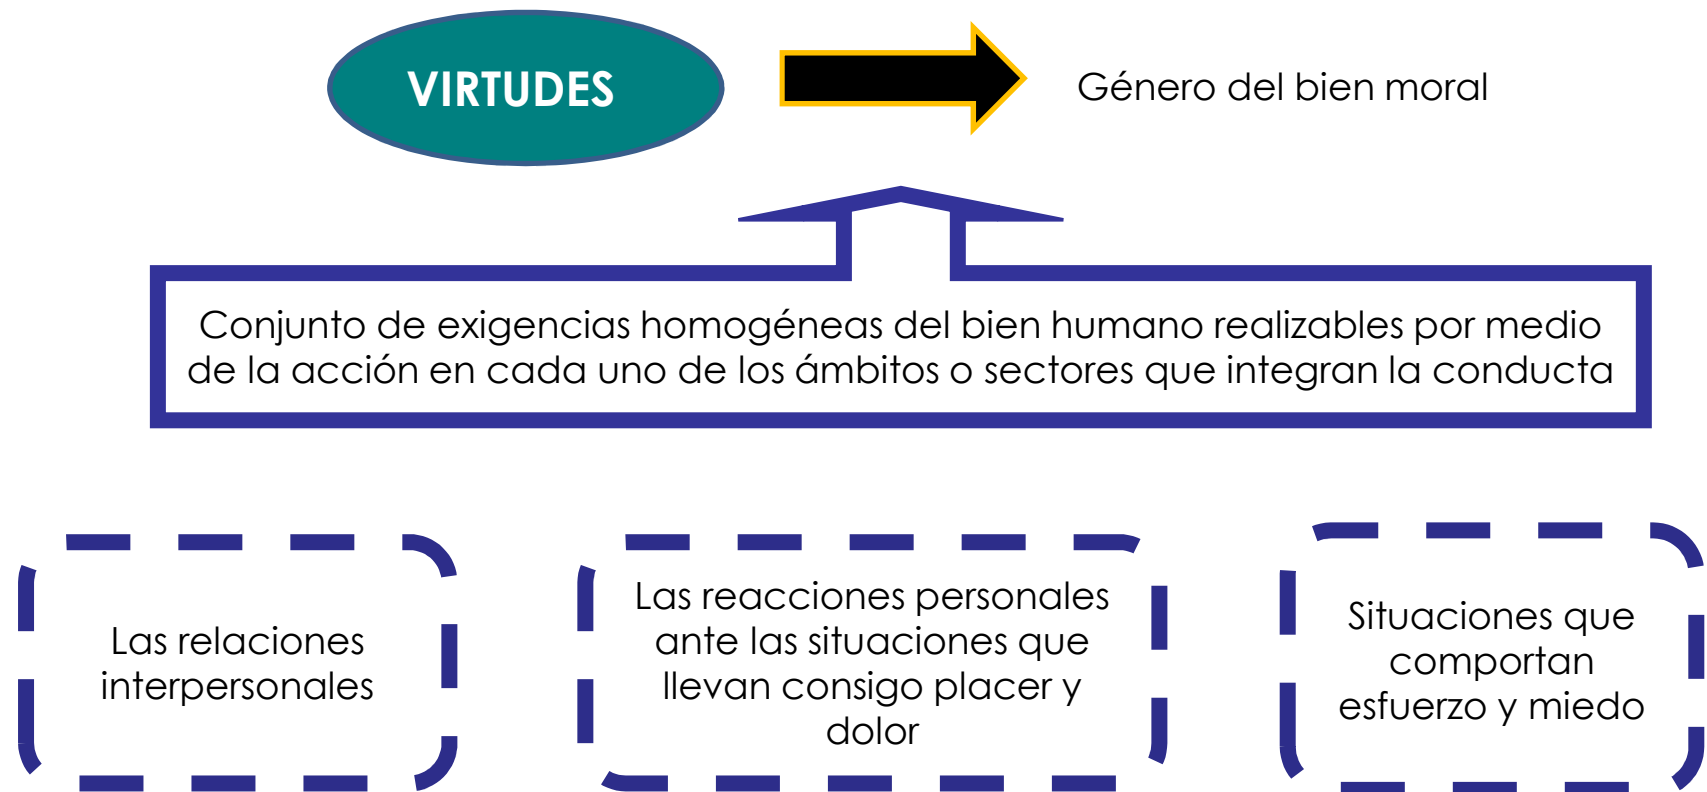 VIRTUDES
Género del bien moral
Conjunto de exigencias homogéneas del bien humano realizables por medio
de la acción en cada uno de los ámbitos o sectores que integran la conducta
Las relaciones
interpersonales
Las reacciones personales
ante las situaciones que
llevan consigo placer y
dolor
Situaciones que
comportan
esfuerzo y miedo